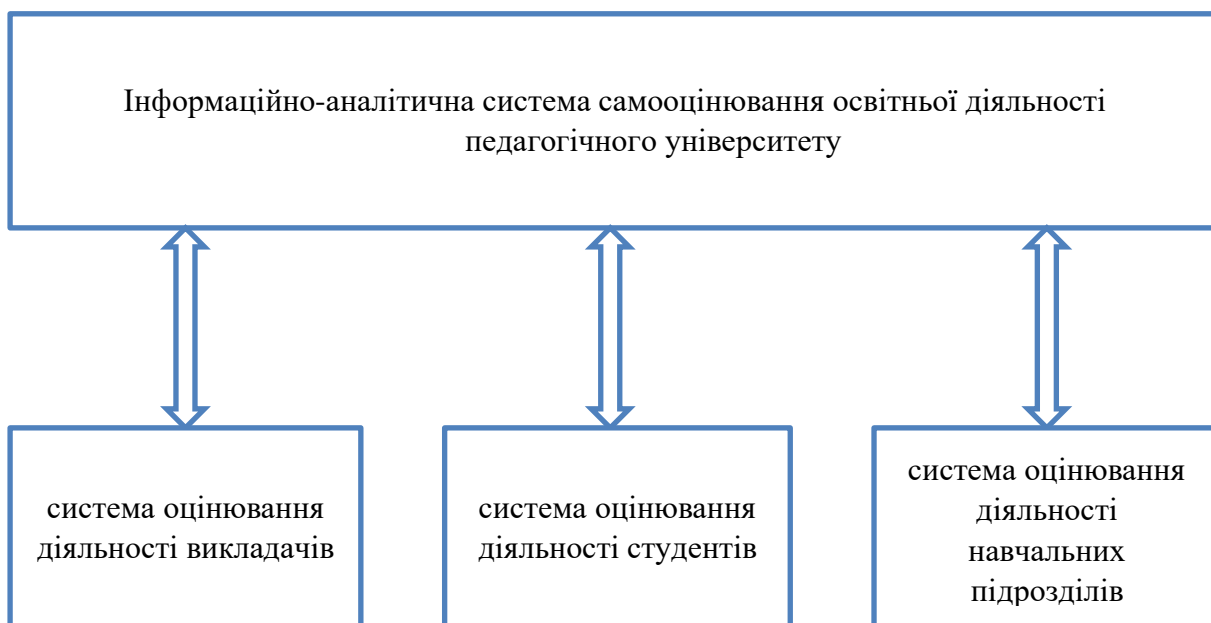 Інформаційно-аналітична система самооцінювання освітньої діяльності
педагогічного університету
система оцінювання
діяльності викладачів
система оцінювання
діяльності студентів
система оцінювання
діяльності
навчальних
підрозділів